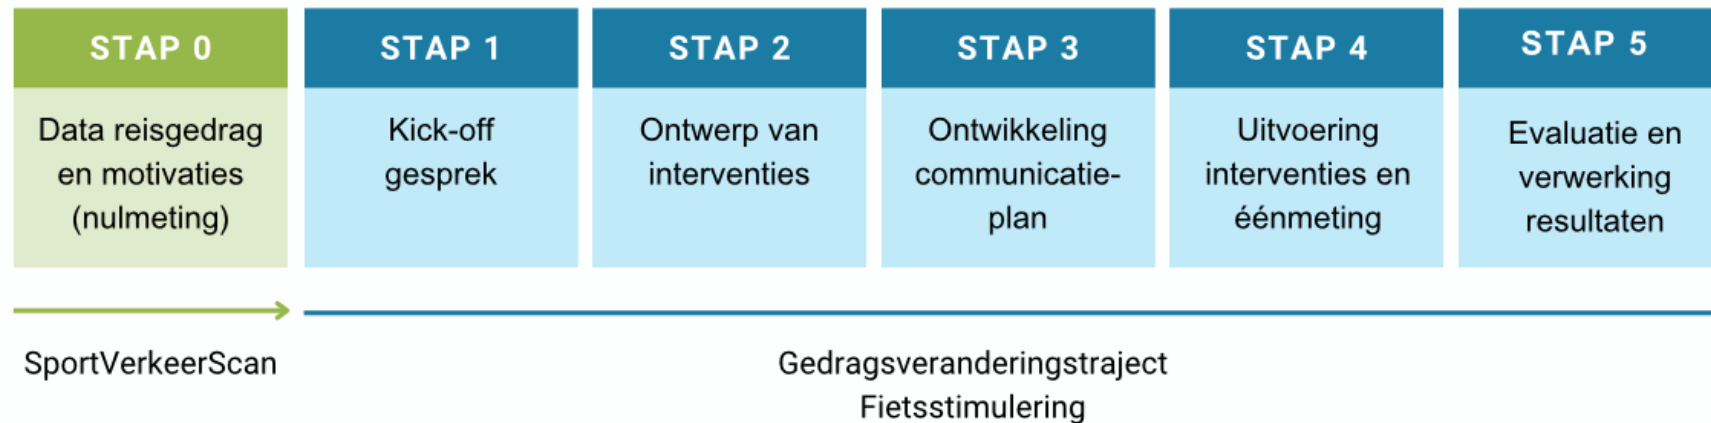 STAP 0
Data reisgedrag
en motivaties
(nulmeting)
STAP 1
Kick-off
gesprek
STAP 2
Ontwerp van
interventies
STAP 3
Ontwikkeling
communicatie-
plan
STAP 4
Uitvoering
interventies en
éénmeting
STAP 5
Evaluatie en
verwerking
resultaten
SportVerkeerScan
Gedragsveranderingstraject
Fietsstimulering